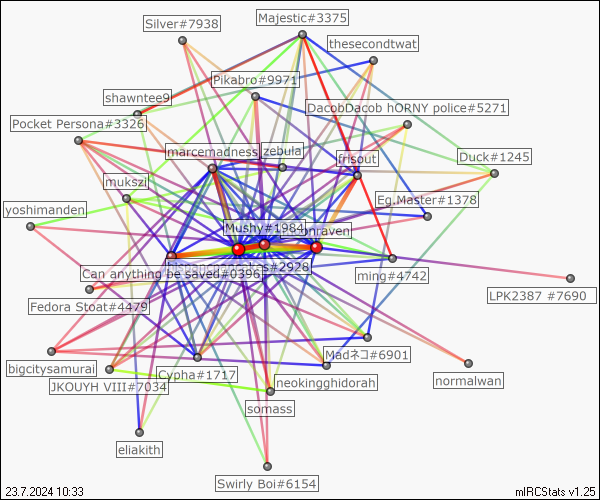 Silver#7938
Majestic#3375
thesecondtwat
Pikabro#9971
shawntee9
DacobDacob hORNY police#5271
Pocket Persona#3326
marcemadness
zebula
frisout
Duck#1245
mukszi
Eg.Master#1378
yoshimanden
Mushy#1984
raven
#2928
Can anything be saved#0396
ming#4742
LPK2387 #7690
Fedora Stoat#4479
Madネコ#6901
bigcitysamurai
Cypha#1717
normalwan
JKOUYH VIII#7034
neokingghidorah
somass
eliakith
Swirly Boi#6154
23.7.2024 10:33
mIRCStats v1.25